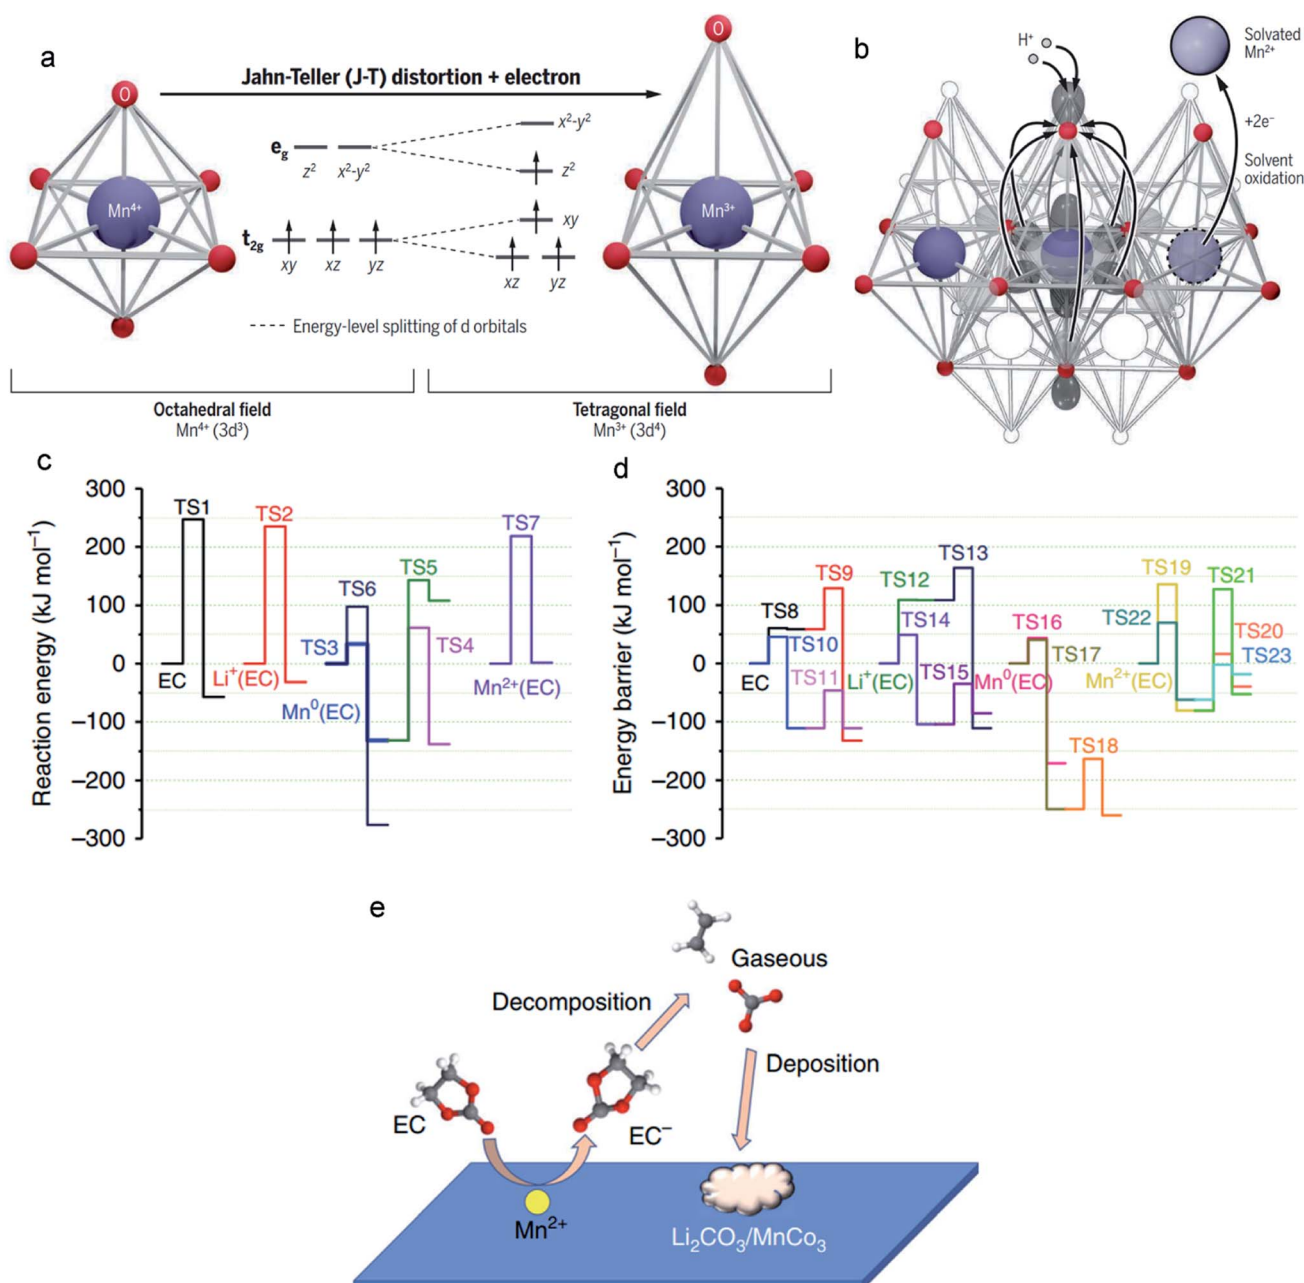 a
Jahn-Teller (J-T) distortion + electron
O
O
e_g
z²
x²-y²
x²-y²
z²
t_2g
xy
xz
yz
xy
xz
yz
Mn⁴⁺
Mn³⁺
---- Energy-level splitting of d orbitals
Octahedral field
Mn⁴⁺ (3d³)
Tetragonal field
Mn³⁺ (3d⁴)
b
H⁺
Solvated
Mn²⁺
+2e⁻
Solvent
oxidation
c
Reaction energy (kJ mol⁻¹)
300
200
100
0
−100
−200
−300
TS1
TS2
TS3
TS6
TS5
TS4
TS7
EC
Li⁺(EC)
Mn⁰(EC)
Mn²⁺(EC)
d
Energy barrier (kJ mol⁻¹)
300
200
100
0
−100
−200
−300
TS8
TS9
TS10
TS11
TS12
TS13
TS14
TS15
TS16
TS17
TS18
TS19
TS21
TS22
TS20
TS23
EC
Li⁺(EC)
Mn⁰(EC)
Mn²⁺(EC)
e
Gaseous
Decomposition
Deposition
EC
EC⁻
Mn²⁺
Li₂CO₃/MnCo₃